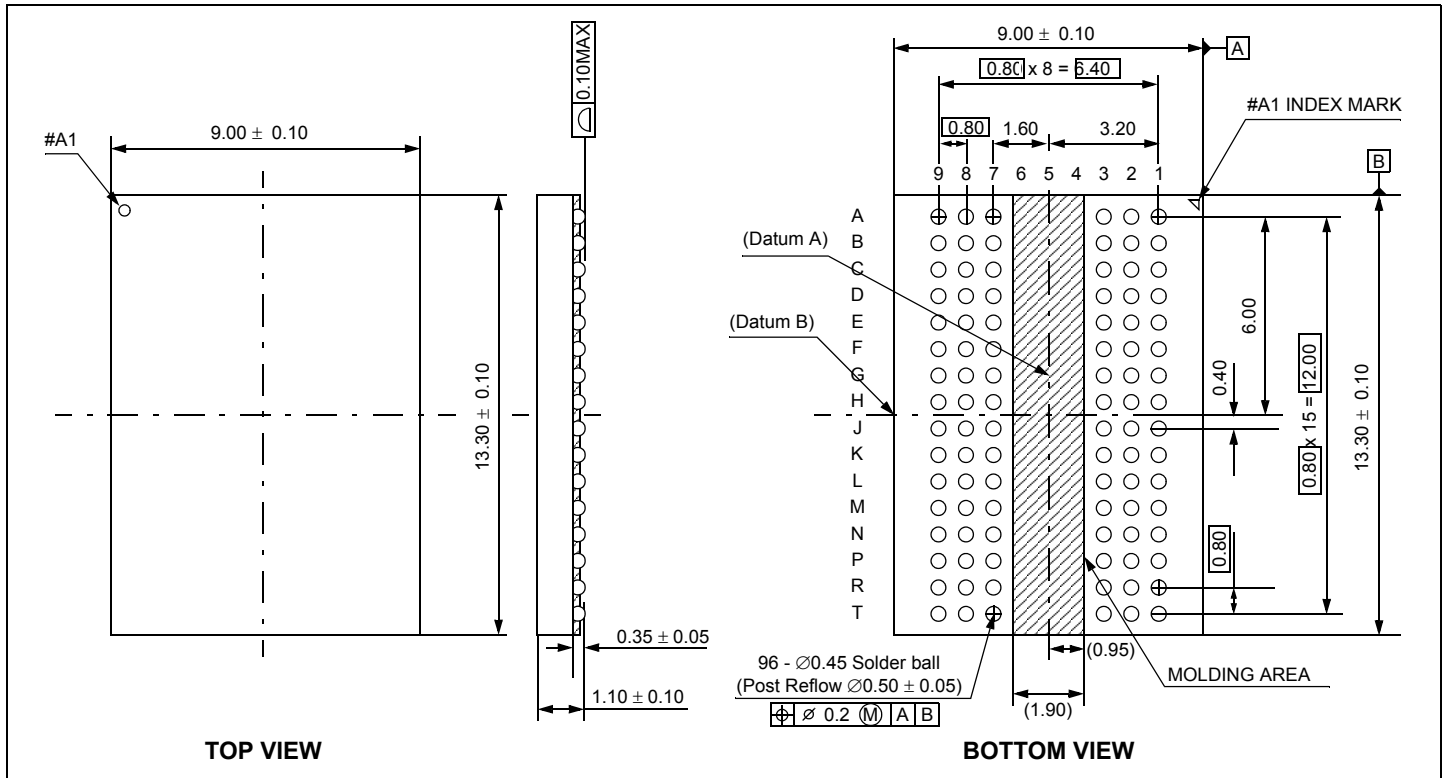 #A1
9.00 ± 0.10
13.30 ± 0.10
0.10MAX
0.35 ± 0.05
1.10 ± 0.10
TOP VIEW
9.00 ± 0.10
A
0.80 x 8 = 6.40
#A1 INDEX MARK
0.80
1.60
3.20
B
9 8 7 6 5 4 3 2 1
A
B
C
D
E
F
G
H
J
K
L
M
N
P
R
T
(Datum A)
(Datum B)
6.00
0.40
0.80 x 15 = 12.00
13.30 ± 0.10
0.80
(0.95)
MOLDING AREA
(1.90)
96 - ∅0.45 Solder ball
(Post Reflow ∅0.50 ± 0.05)
⌖ ∅ 0.2 Ⓜ A B
BOTTOM VIEW